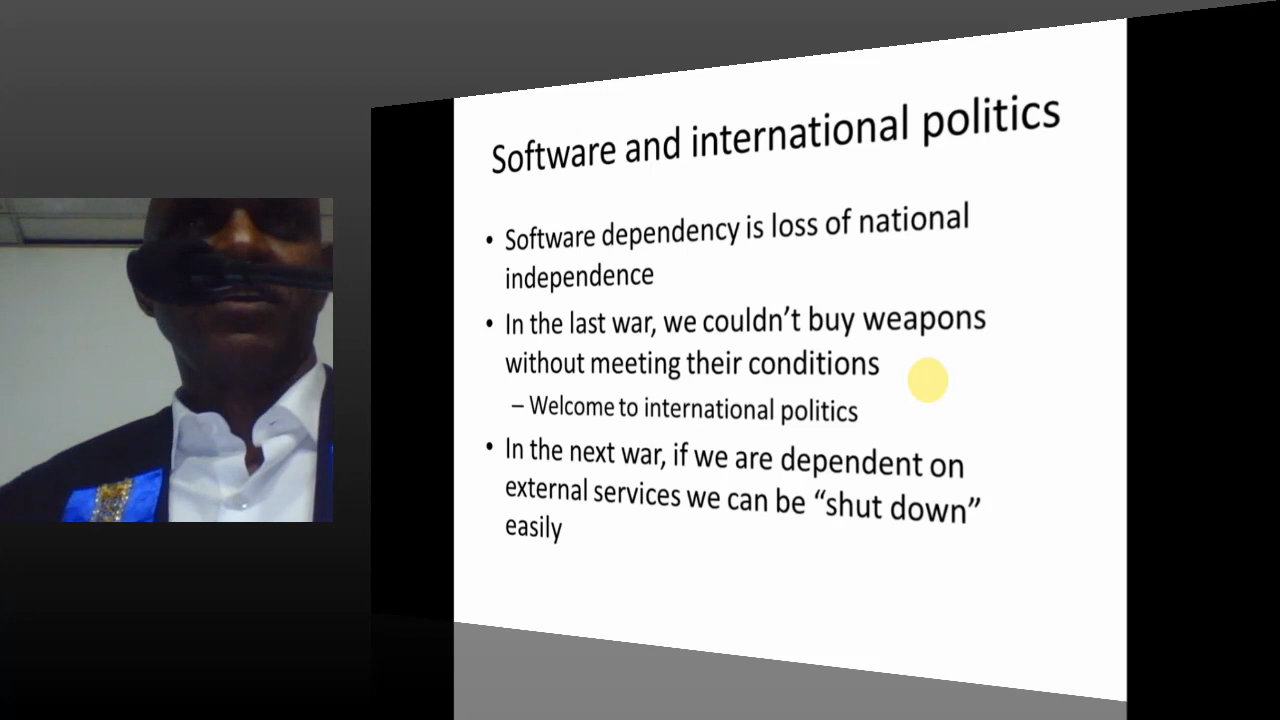 Software and international politics
• Software dependency is loss of national
independence
• In the last war, we couldn’t buy weapons
without meeting their conditions
– Welcome to international politics
• In the next war, if we are dependent on
external services we can be “shut down”
easily